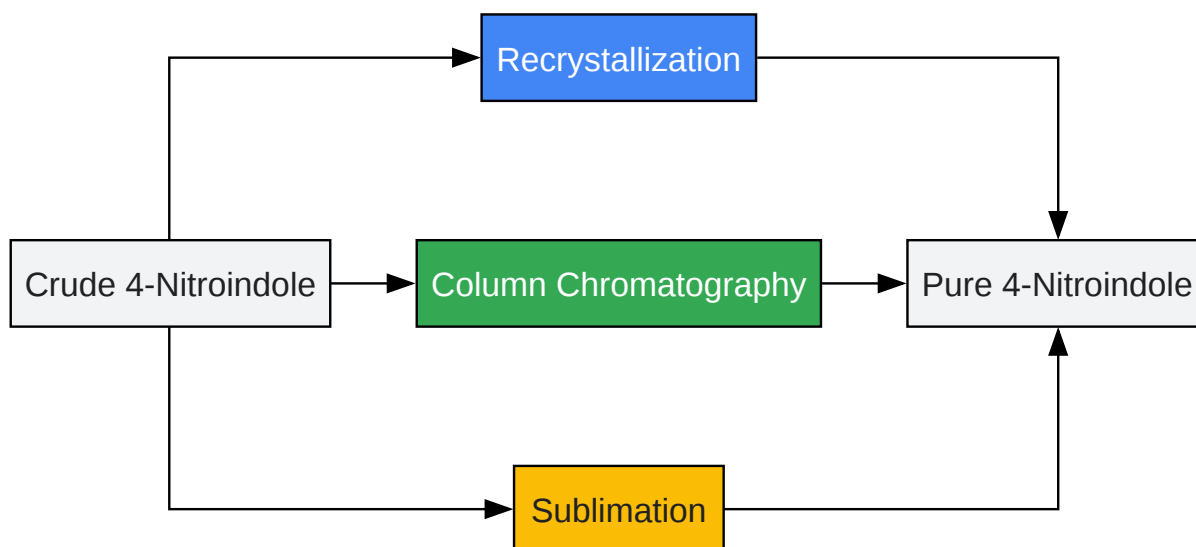 Recrystallization
Crude 4-Nitroindole
Column Chromatography
Pure 4-Nitroindole
Sublimation